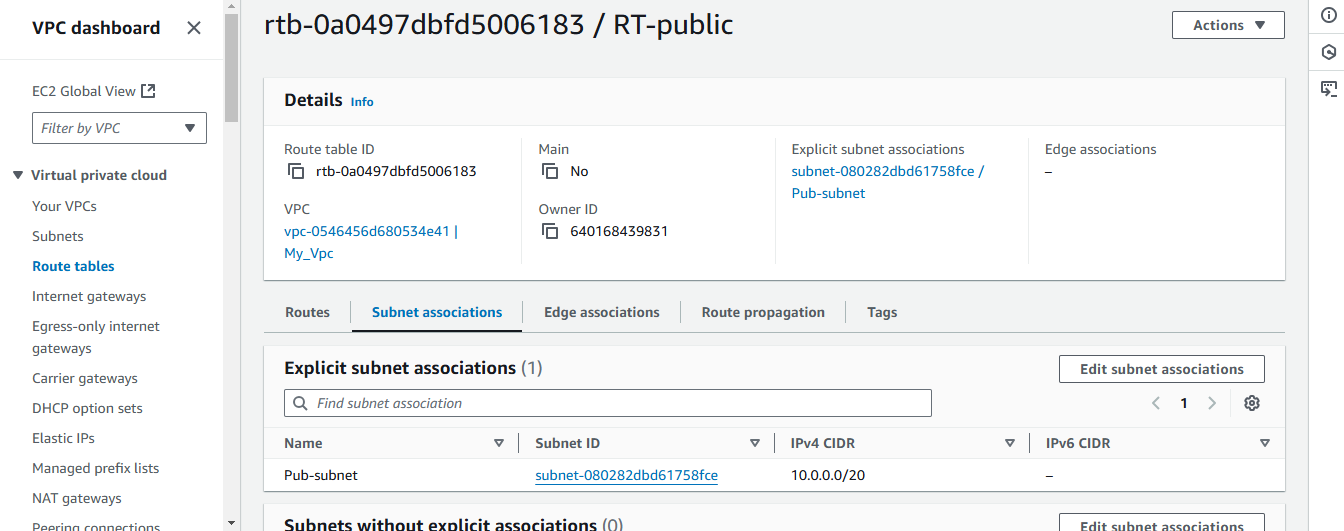 VPC dashboard
EC2 Global View
Filter by VPC
Virtual private cloud
Your VPCs
Subnets
Route tables
Internet gateways
Egress-only internet
gateways
Carrier gateways
DHCP option sets
Elastic IPs
Managed prefix lists
NAT gateways
Peering connections
rtb-0a0497dbfd5006183 / RT-public
Actions
Details Info
Route table ID
rtb-0a0497dbfd5006183
Main
No
Explicit subnet associations
subnet-080282dbd61758fce /
Pub-subnet
Edge associations
–
VPC
vpc-0546456d680534e41 |
My_Vpc
Owner ID
640168439831
Routes
Subnet associations
Edge associations
Route propagation
Tags
Explicit subnet associations (1)
Edit subnet associations
Find subnet association
1
Name Subnet ID IPv4 CIDR IPv6 CIDR
Pub-subnet subnet-080282dbd61758fce 10.0.0.0/20 –
Subnets without explicit associations (0)
Edit subnet associations